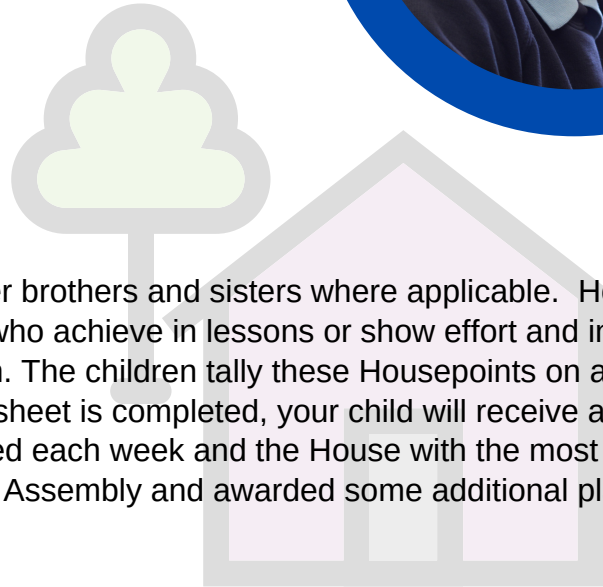 er brothers and sisters where applicable. H
who achieve in lessons or show effort and i
. The children tally these Housepoints on a
sheet is completed, your child will receive a
ed each week and the House with the most
Assembly and awarded some additional pl